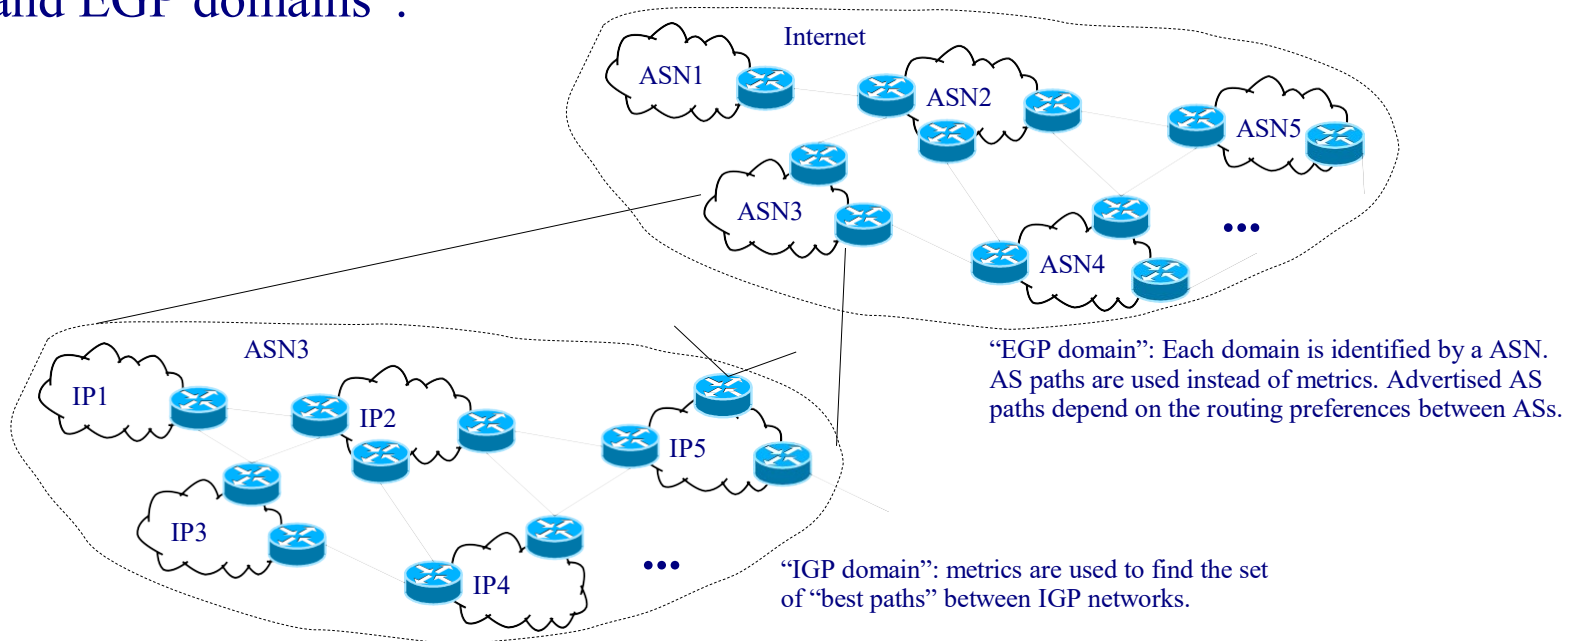 and EGP domains”.
Internet
ASN1
ASN2
ASN5
ASN3
ASN4
“EGP domain”: Each domain is identified by a ASN.
AS paths are used instead of metrics. Advertised AS
paths depend on the routing preferences between ASs.
ASN3
IP1
IP2
IP5
IP3
IP4
“IGP domain”: metrics are used to find the set
of “best paths” between IGP networks.